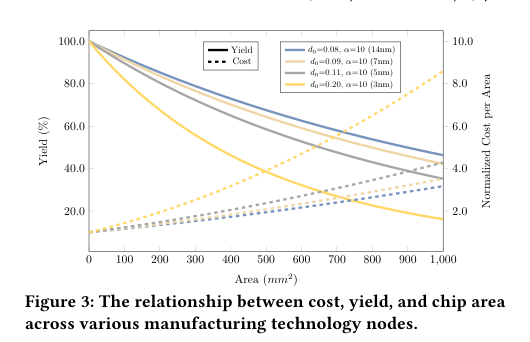 100.0
80.0
60.0
40.0
20.0
Yield (%)
Yield
Cost
d₀=0.08, α=10 (14nm)
d₀=0.09, α=10 (7nm)
d₀=0.11, α=10 (5nm)
d₀=0.20, α=10 (3nm)
10.0
8.0
6.0
4.0
2.0
Normalized Cost per Area
0 100 200 300 400 500 600 700 800 900 1,000
Area (mm²)
Figure 3: The relationship between cost, yield, and chip area
across various manufacturing technology nodes.